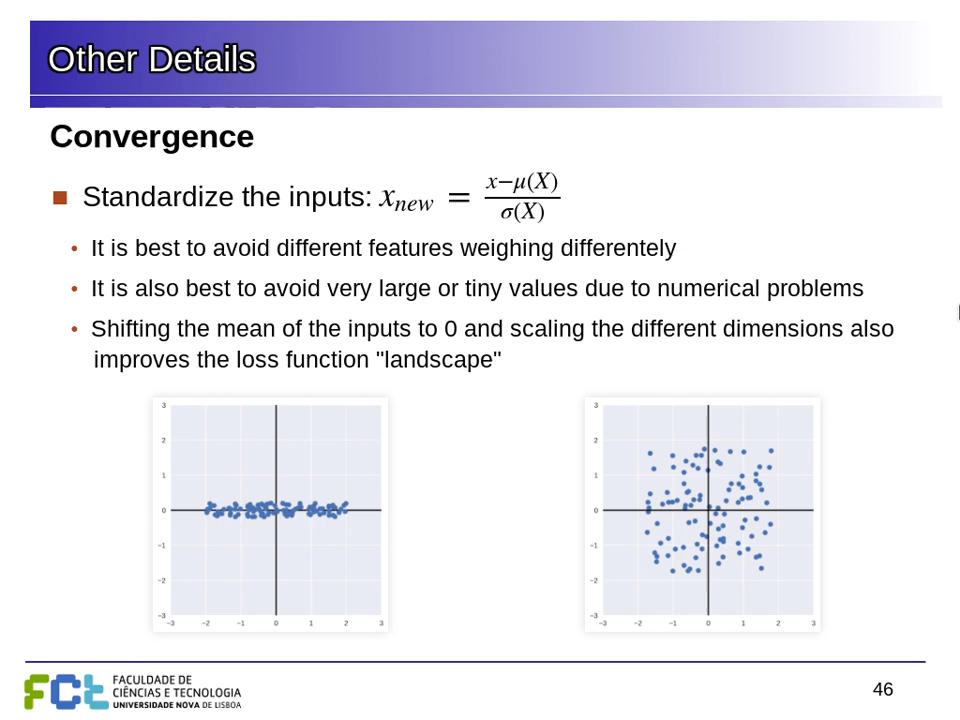 Other Details
Convergence
Standardize the inputs: x_new = (x−μ(X))/σ(X)
• It is best to avoid different features weighing differentely
• It is also best to avoid very large or tiny values due to numerical problems
• Shifting the mean of the inputs to 0 and scaling the different dimensions also
improves the loss function "landscape"
3
2
1
0
−1
−2
−3
−3 −2 −1 0 1 2 3
3
2
1
0
−1
−2
−3
−3 −2 −1 0 1 2 3
FCt
FACULDADE DE
CIÊNCIAS E TECNOLOGIA
UNIVERSIDADE NOVA DE LISBOA
46